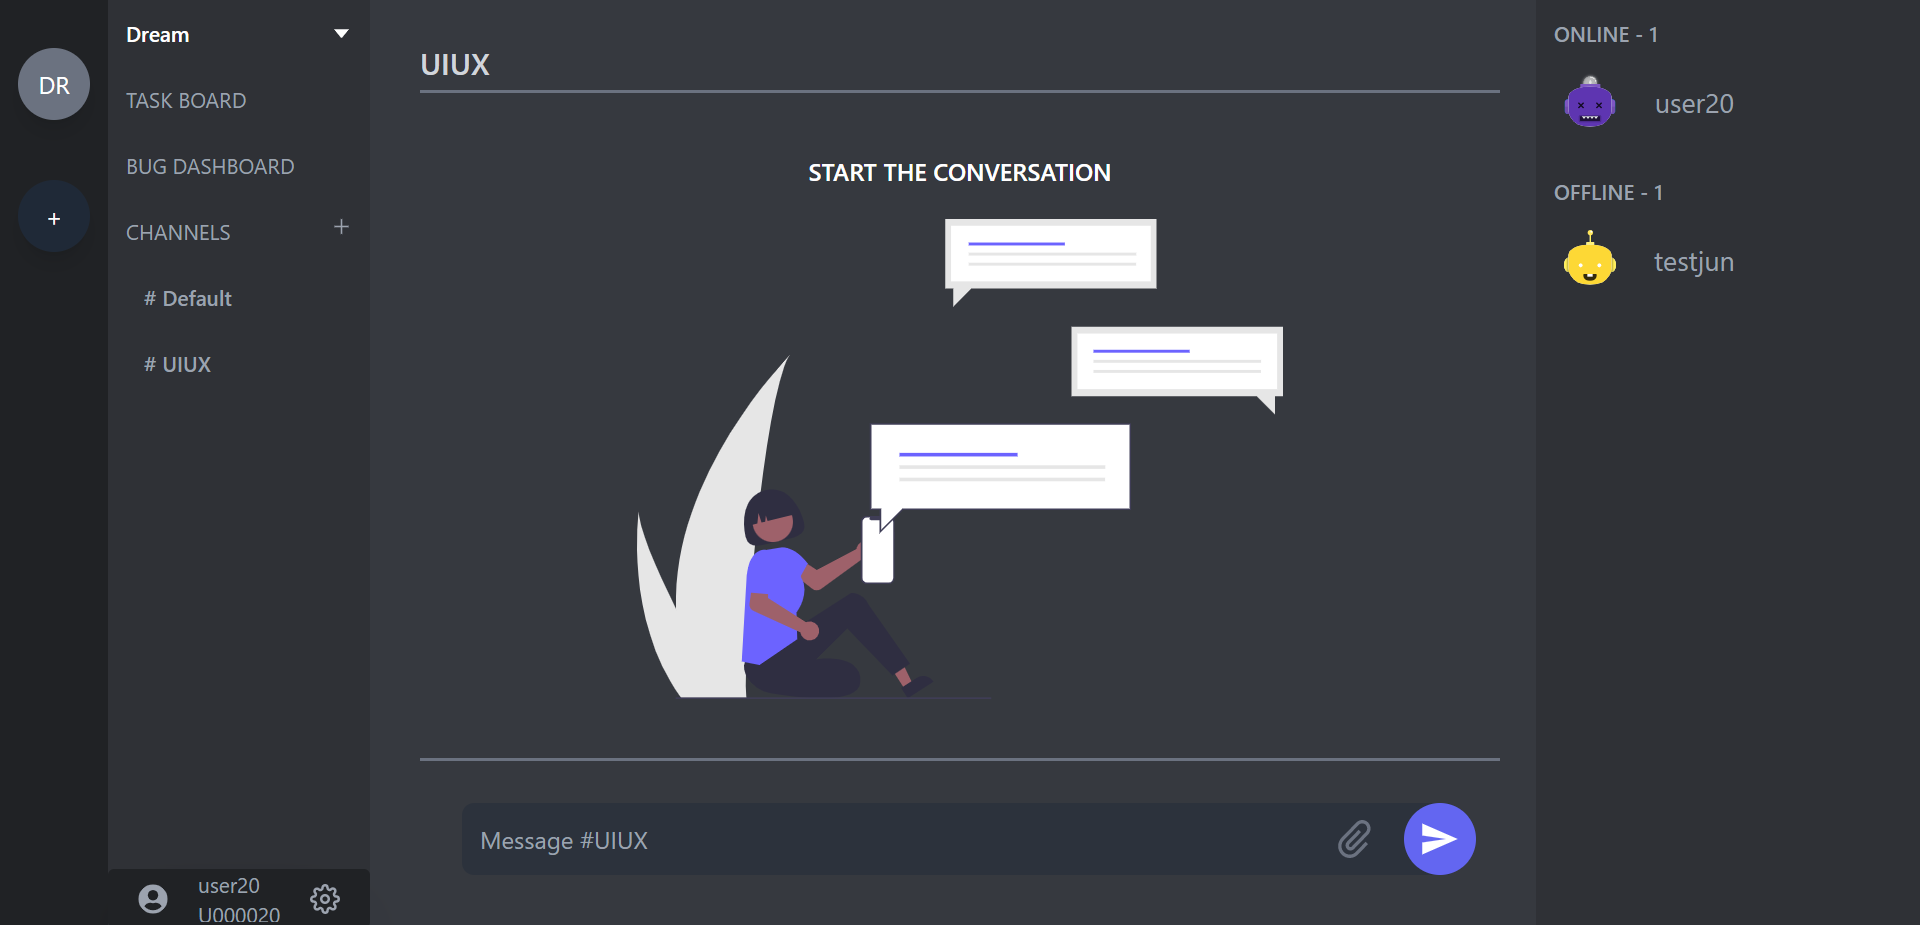 DR
+
Dream
TASK BOARD
BUG DASHBOARD
CHANNELS +
# Default
# UIUX
user20
U000020
UIUX
START THE CONVERSATION
Message #UIUX
ONLINE - 1
user20
OFFLINE - 1
testjun